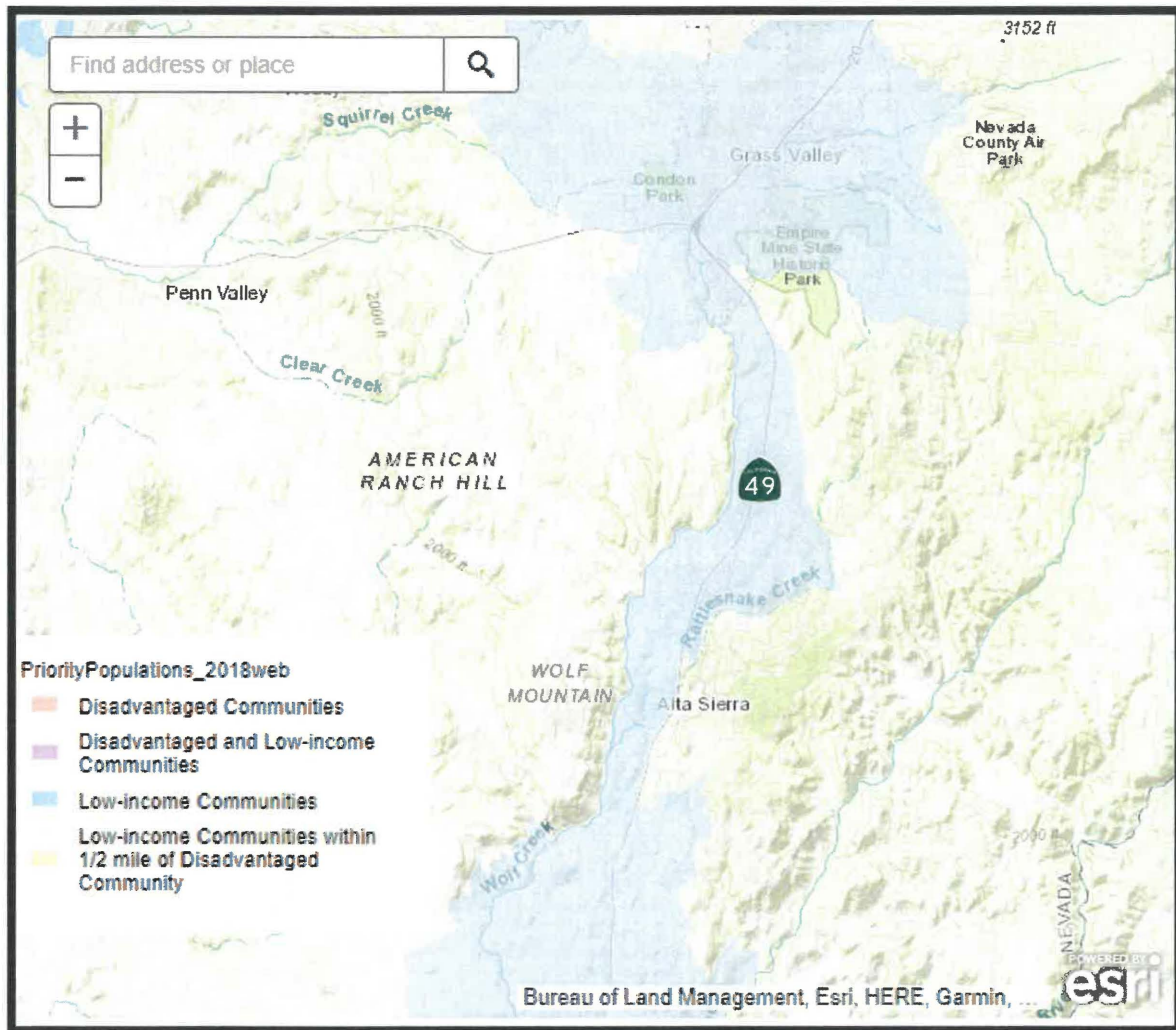 3152 ft
Find address or place
Squirrel Creek
20
Nevada
County Air
Park
Grass Valley
Condon
Park
Empire
Mine State
Historic
Park
Penn Valley
2000 ft
Clear Creek
AMERICAN
RANCH HILL
CALIFORNIA
49
2000 ft
Rattlesnake Creek
WOLF
MOUNTAIN
Alta Sierra
PriorityPopulations_2018web
Disadvantaged Communities
Disadvantaged and Low-income
Communities
Low-income Communities
Low-income Communities within
1/2 mile of Disadvantaged
Community
Wolf Creek
2000 ft
NEVADA
POWERED BY
esri
Bureau of Land Management, Esri, HERE, Garmin, ...